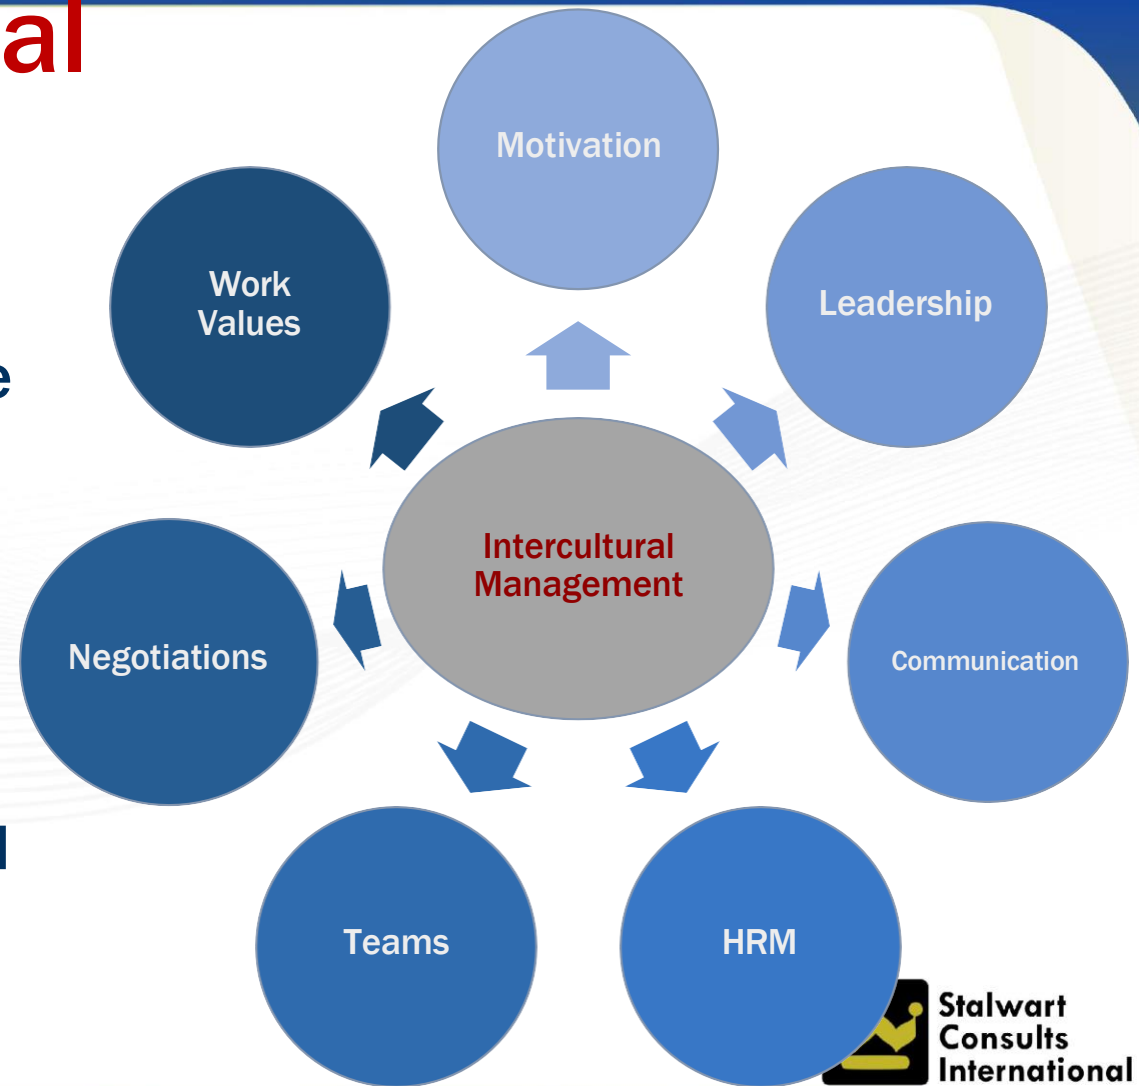 al
Motivation
Work
Values
Leadership
e
Intercultural
Management
Negotiations
Communication
d
Teams
HRM
Stalwart
Consults
International